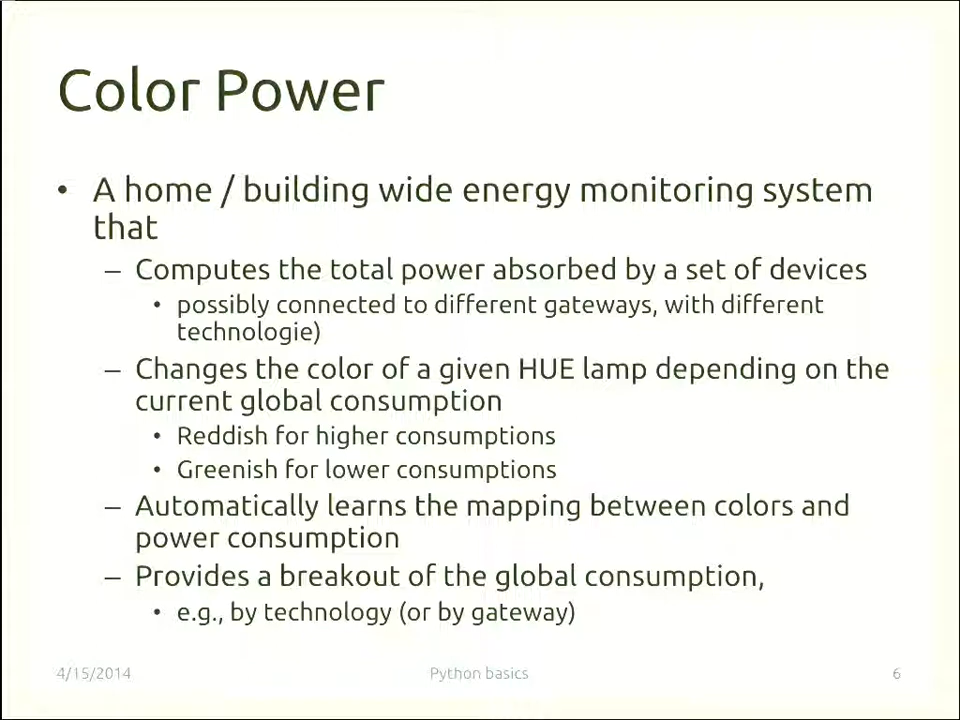 Color Power
• A home / building wide energy monitoring system
that
– Computes the total power absorbed by a set of devices
• possibly connected to different gateways, with different
technologie)
– Changes the color of a given HUE lamp depending on the
current global consumption
• Reddish for higher consumptions
• Greenish for lower consumptions
– Automatically learns the mapping between colors and
power consumption
– Provides a breakout of the global consumption,
• e.g., by technology (or by gateway)
4/15/2014 Python basics 6